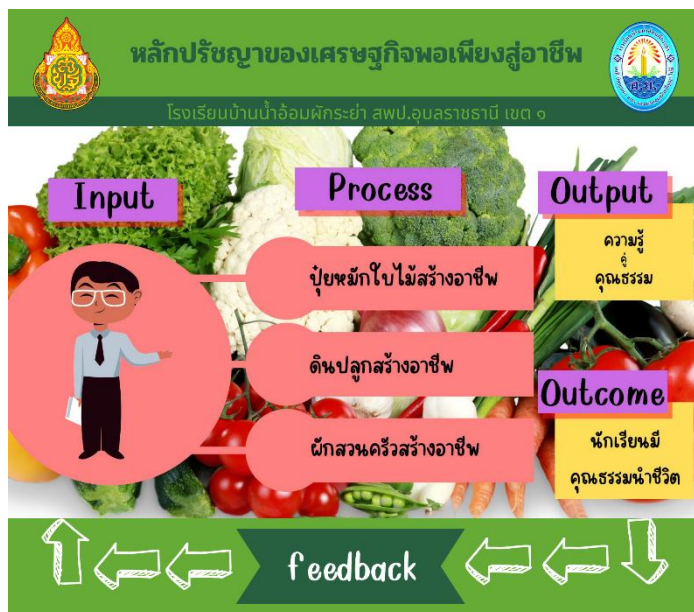 หลักปรัชญาของเศรษฐกิจพอเพียงสู่อาชีพ
โรงเรียนบ้านน้ำอ้อมผักระย่า สพป.อุบลราชธานี เขต ๑
Input
Process
ปุ๋ยหมักใบไม้สร้างอาชีพ
ดินปลูกสร้างอาชีพ
ผักสวนครัวสร้างอาชีพ
Output
ความรู้
คู่
คุณธรรม
Outcome
นักเรียนมี
คุณธรรมนำชีวิต
feedback